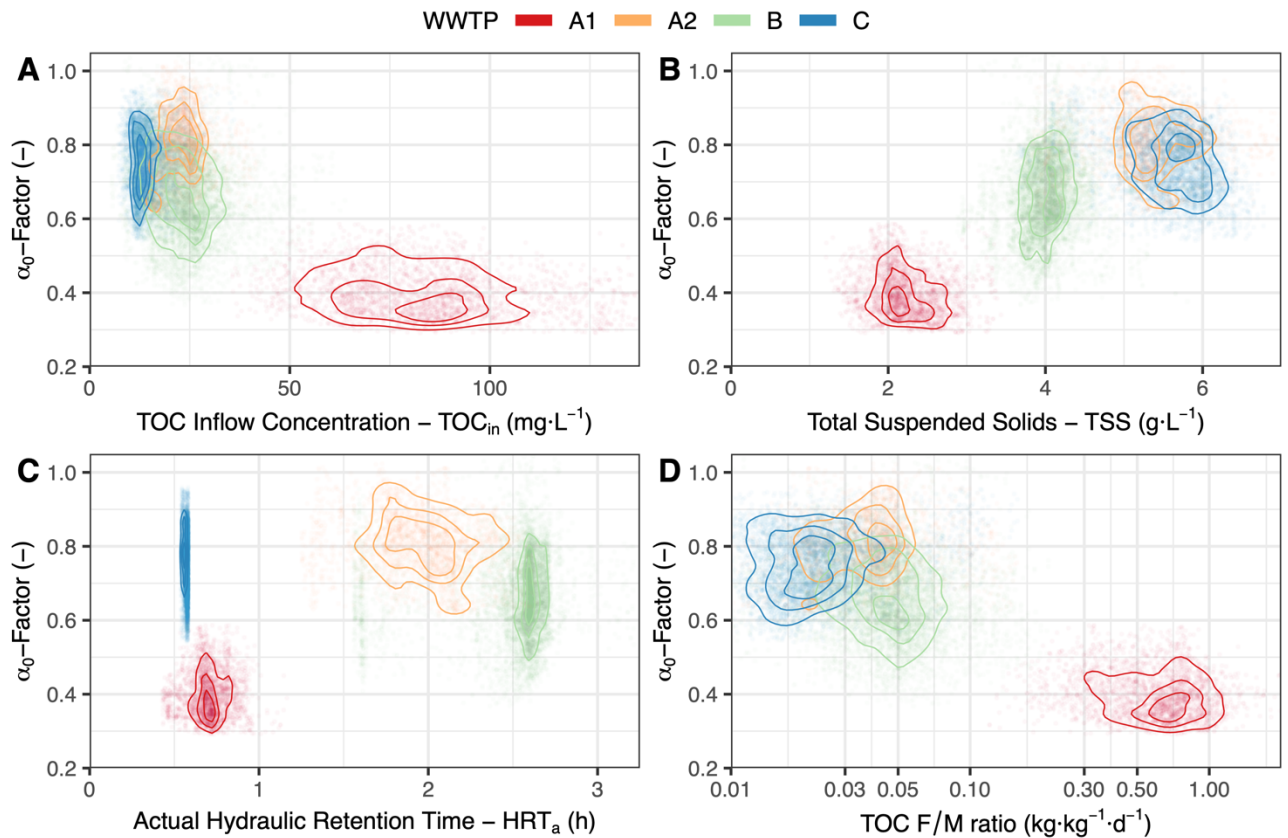 WWTP A1 A2 B C
A
1.0
0.8
0.6
0.4
0.2
α₀−Factor (−)
0 50 100
TOC Inflow Concentration − TOCᵢₙ (mg·L⁻¹)
B
1.0
0.8
0.6
0.4
0.2
α₀−Factor (−)
0 2 4 6
Total Suspended Solids − TSS (g·L⁻¹)
C
1.0
0.8
0.6
0.4
0.2
α₀−Factor (−)
0 1 2 3
Actual Hydraulic Retention Time − HRTₐ (h)
D
1.0
0.8
0.6
0.4
0.2
α₀−Factor (−)
0.01 0.03 0.05 0.10 0.30 0.50 1.00
TOC F/M ratio (kg·kg⁻¹·d⁻¹)